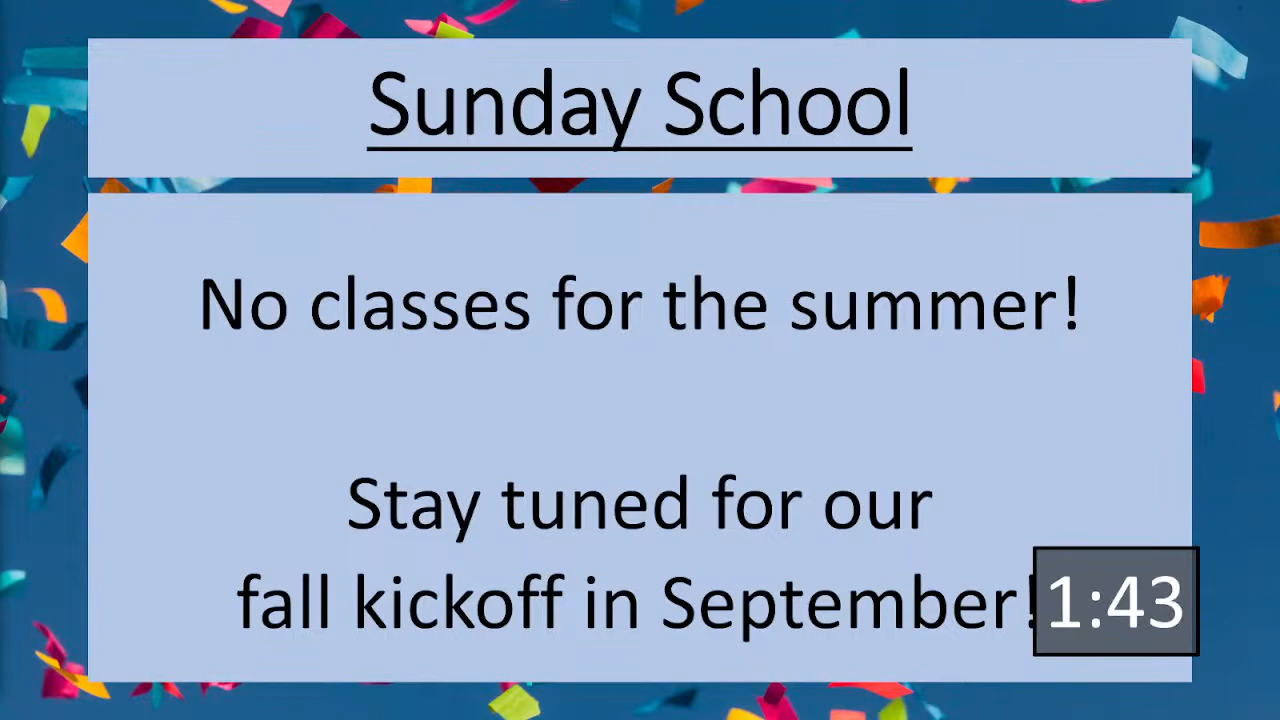 Sunday School
No classes for the summer!
Stay tuned for our
fall kickoff in September!
1:43